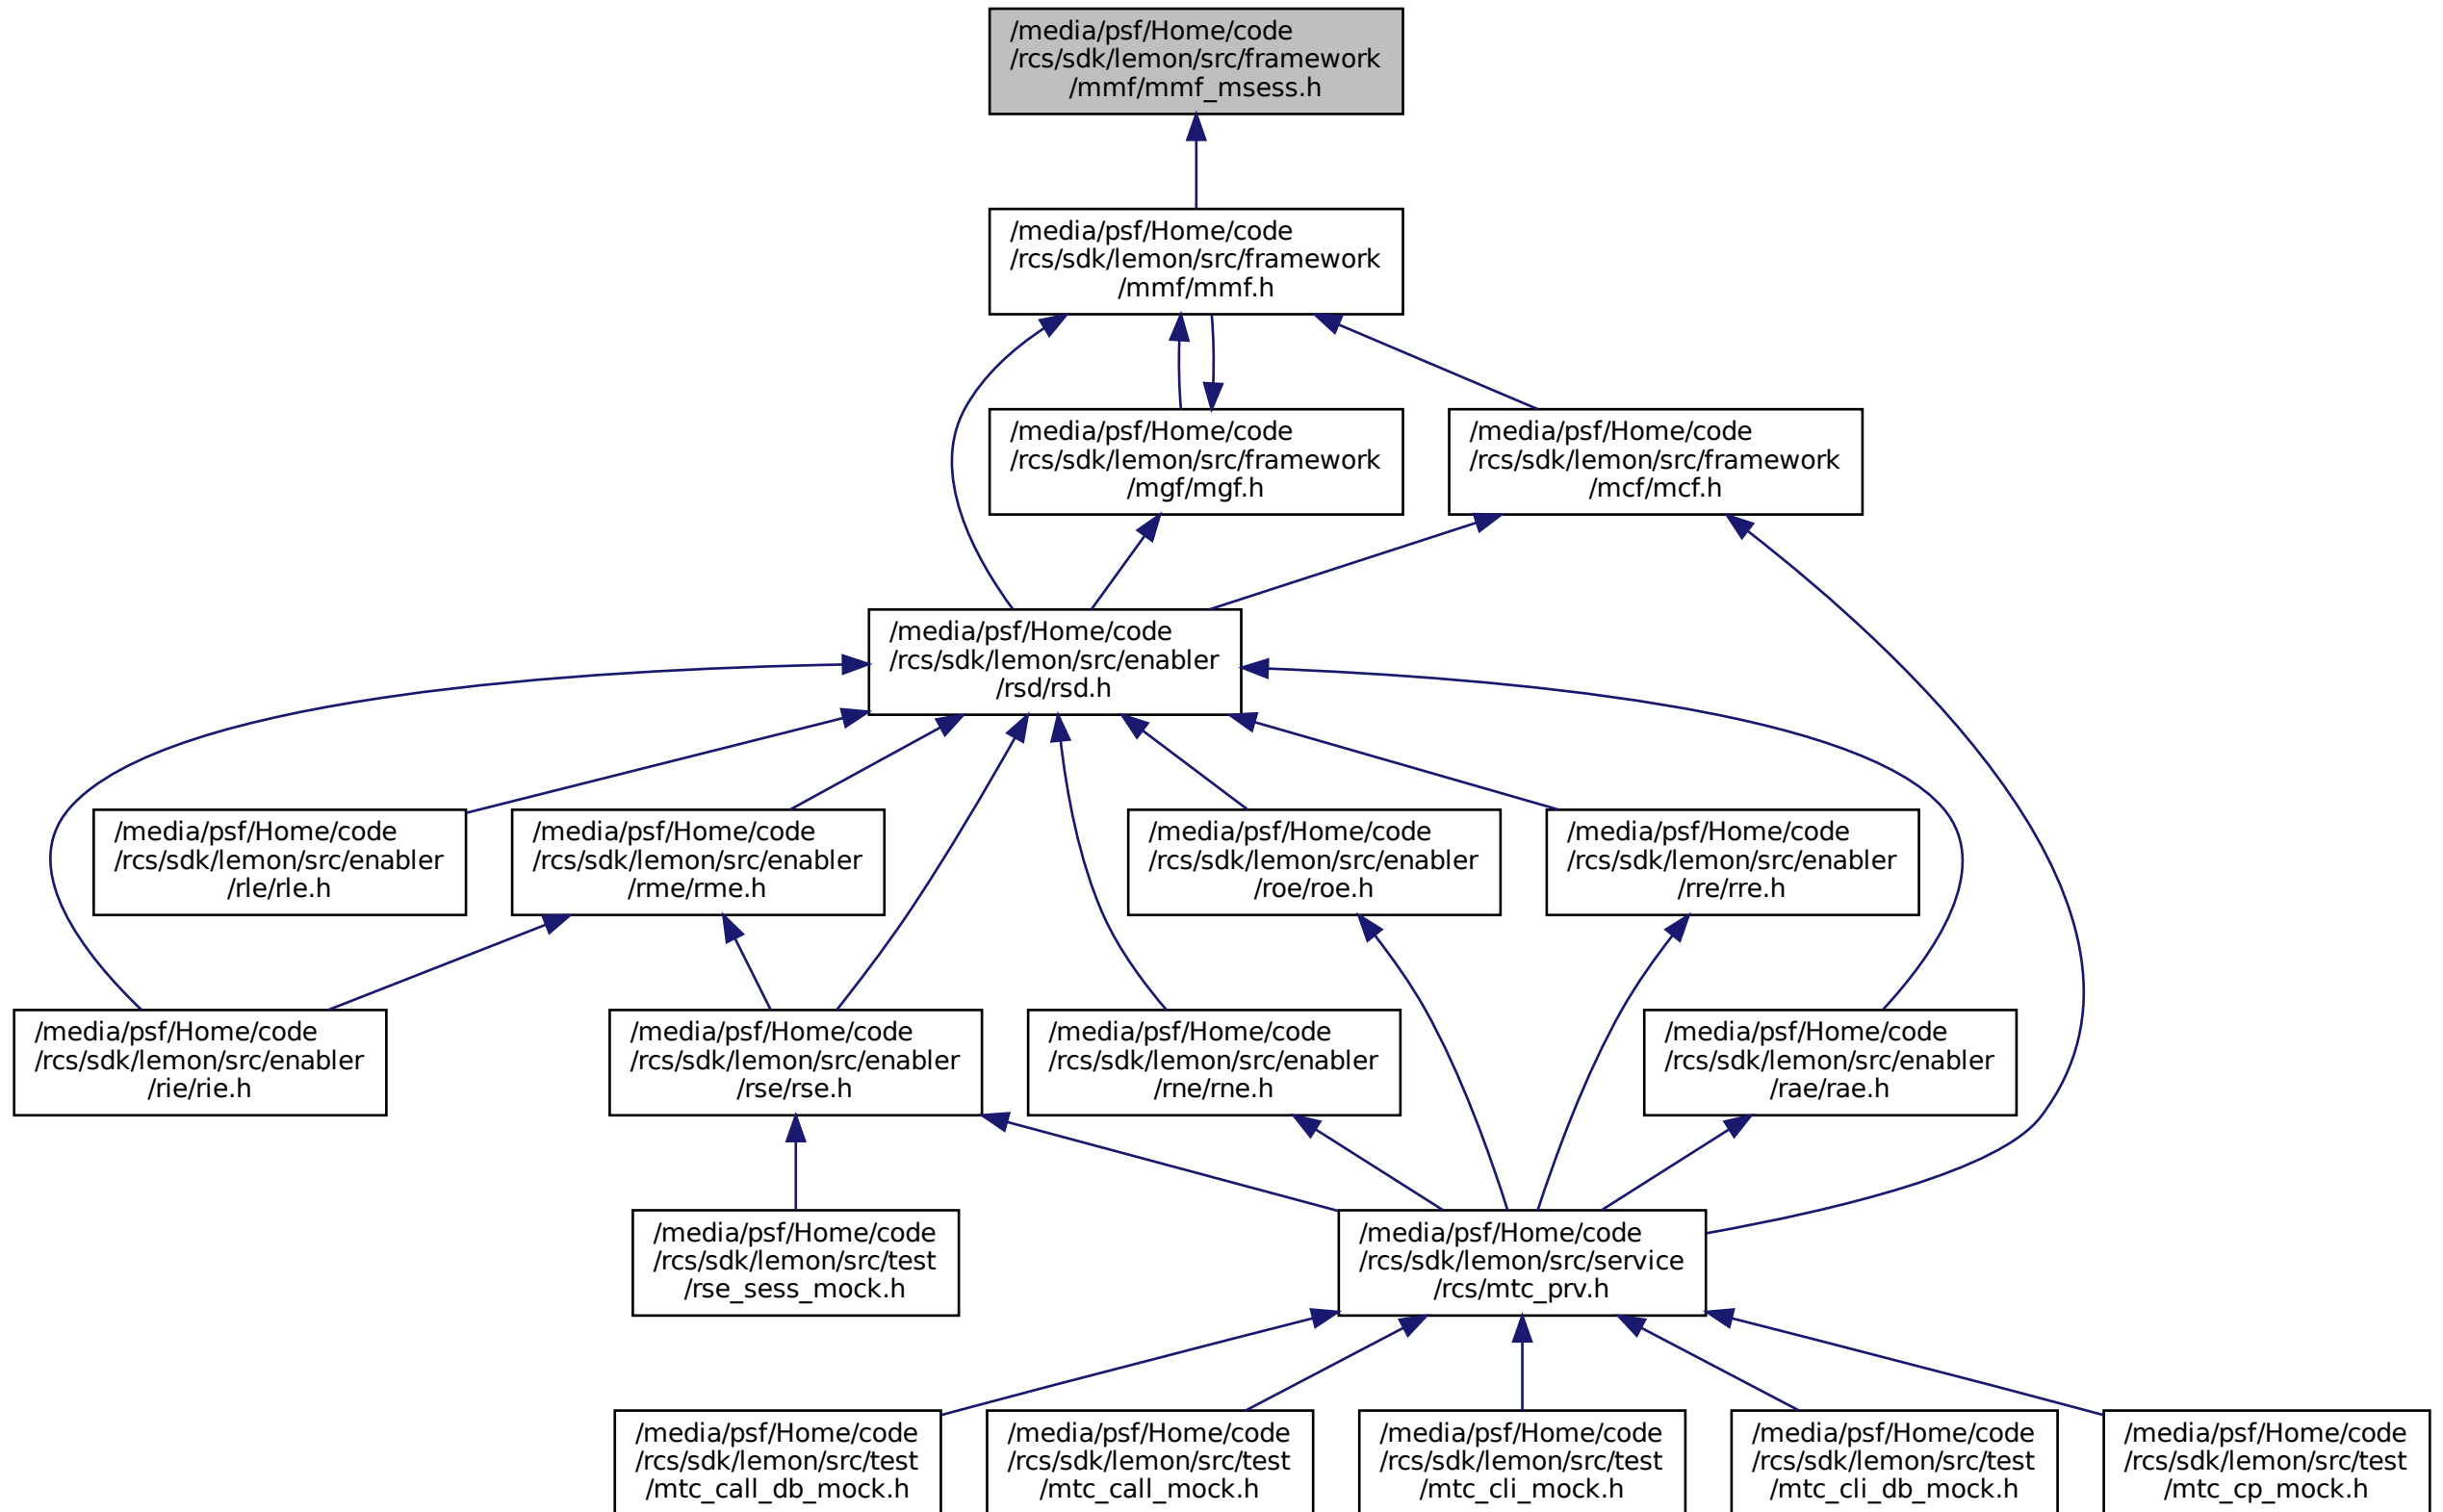 /media/psf/Home/code
/rcs/sdk/lemon/src/framework
/mmf/mmf_msess.h
/media/psf/Home/code
/rcs/sdk/lemon/src/framework
/mmf/mmf.h
/media/psf/Home/code
/rcs/sdk/lemon/src/framework
/mgf/mgf.h
/media/psf/Home/code
/rcs/sdk/lemon/src/framework
/mcf/mcf.h
/media/psf/Home/code
/rcs/sdk/lemon/src/enabler
/rsd/rsd.h
/media/psf/Home/code
/rcs/sdk/lemon/src/enabler
/rle/rle.h
/media/psf/Home/code
/rcs/sdk/lemon/src/enabler
/rme/rme.h
/media/psf/Home/code
/rcs/sdk/lemon/src/enabler
/roe/roe.h
/media/psf/Home/code
/rcs/sdk/lemon/src/enabler
/rre/rre.h
/media/psf/Home/code
/rcs/sdk/lemon/src/enabler
/rie/rie.h
/media/psf/Home/code
/rcs/sdk/lemon/src/enabler
/rse/rse.h
/media/psf/Home/code
/rcs/sdk/lemon/src/enabler
/rne/rne.h
/media/psf/Home/code
/rcs/sdk/lemon/src/enabler
/rae/rae.h
/media/psf/Home/code
/rcs/sdk/lemon/src/test
/rse_sess_mock.h
/media/psf/Home/code
/rcs/sdk/lemon/src/service
/rcs/mtc_prv.h
/media/psf/Home/code
/rcs/sdk/lemon/src/test
/mtc_call_db_mock.h
/media/psf/Home/code
/rcs/sdk/lemon/src/test
/mtc_call_mock.h
/media/psf/Home/code
/rcs/sdk/lemon/src/test
/mtc_cli_mock.h
/media/psf/Home/code
/rcs/sdk/lemon/src/test
/mtc_cli_db_mock.h
/media/psf/Home/code
/rcs/sdk/lemon/src/test
/mtc_cp_mock.h